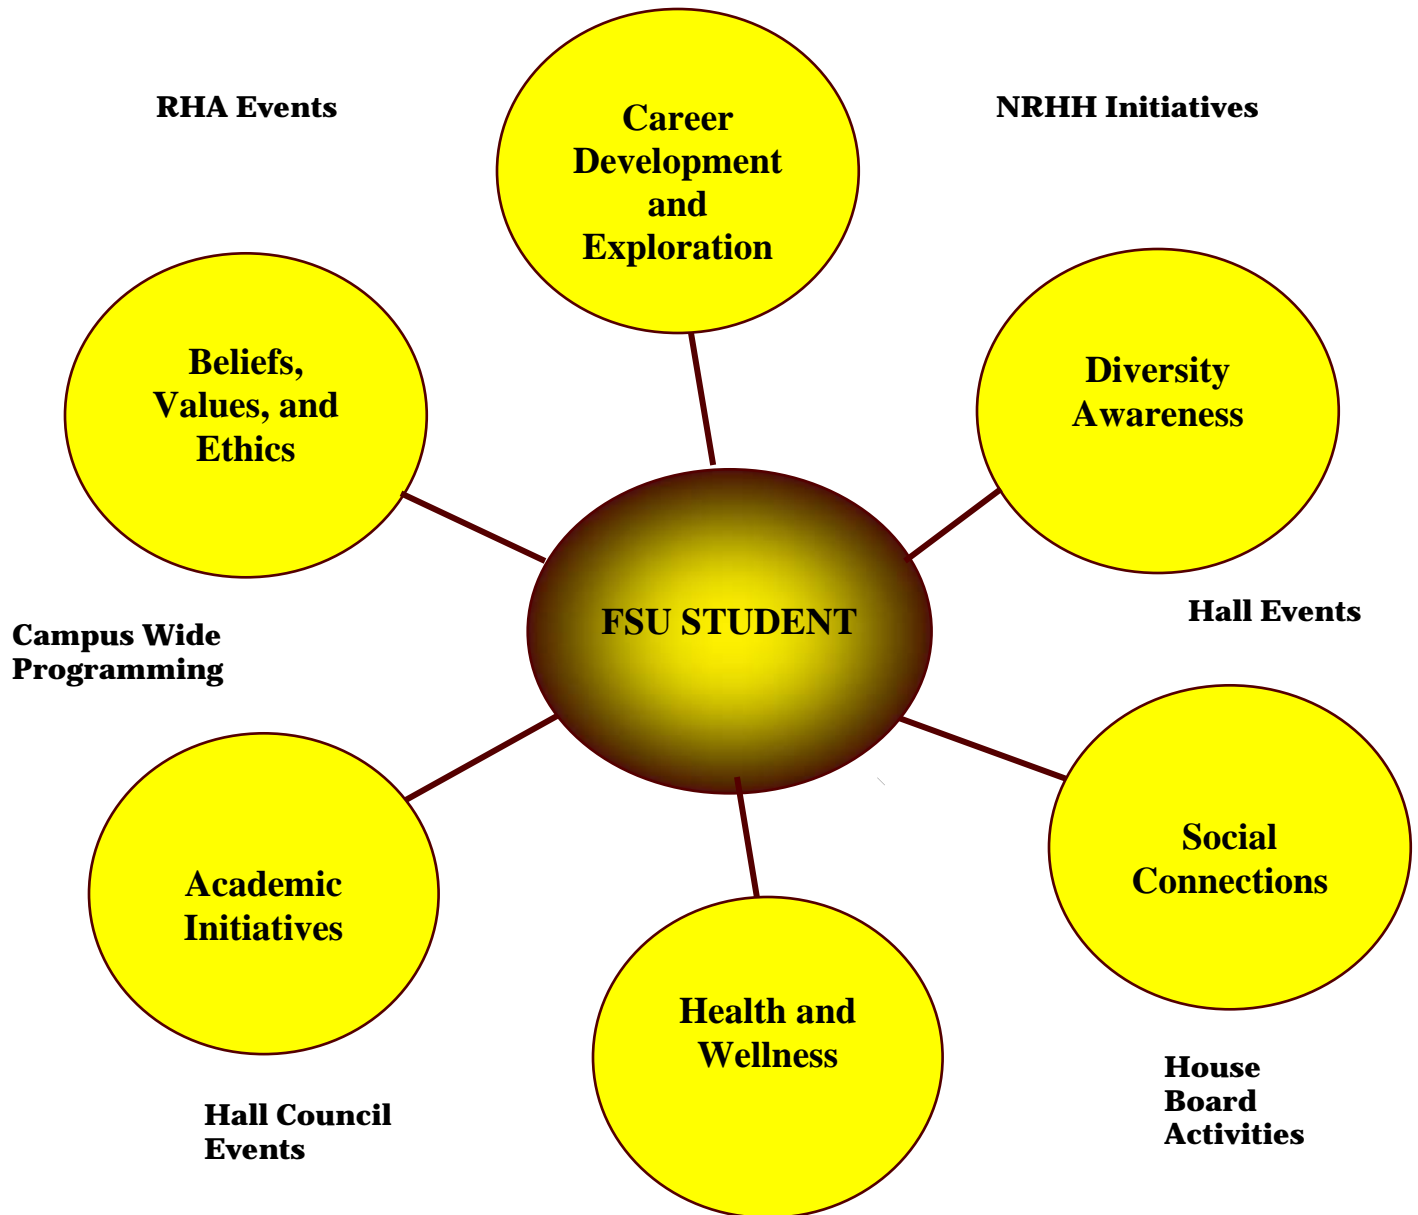 RHA Events
Career
Development
and
Exploration
NRHH Initiatives
Beliefs,
Values, and
Ethics
Diversity
Awareness
FSU STUDENT
Campus Wide
Programming
Hall Events
Academic
Initiatives
Health and
Wellness
Social
Connections
Hall Council
Events
House
Board
Activities